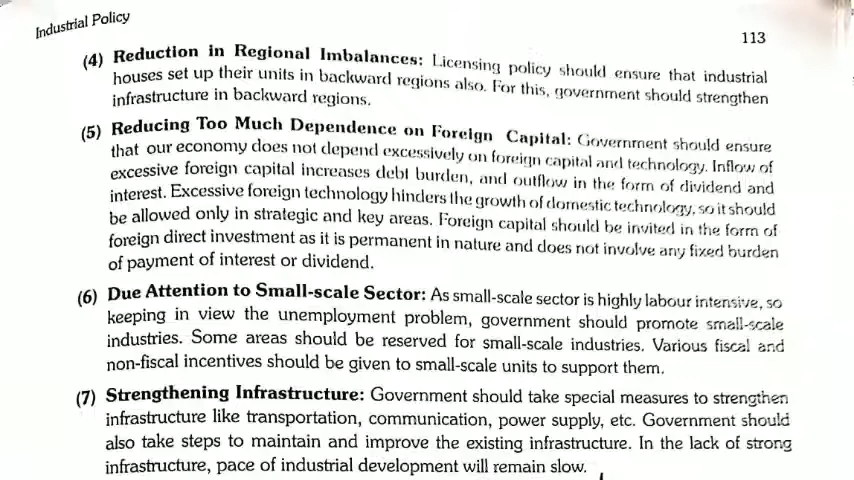 Industrial Policy
113
(4) Reduction in Regional Imbalances: Licensing policy should ensure that industrial
houses set up their units in backward regions also. For this, government should strengthen
infrastructure in backward regions.
(5) Reducing Too Much Dependence on Foreign Capital: Government should ensure
that our economy does not depend excessively on foreign capital and technology. Inflow of
excessive foreign capital increases debt burden, and outflow in the form of dividend and
interest. Excessive foreign technology hinders the growth of domestic technology, so it should
be allowed only in strategic and key areas. Foreign capital should be invited in the form of
foreign direct investment as it is permanent in nature and does not involve any fixed burden
of payment of interest or dividend.
(6) Due Attention to Small-scale Sector: As small-scale sector is highly labour intensive, so
keeping in view the unemployment problem, government should promote small-scale
industries. Some areas should be reserved for small-scale industries. Various fiscal and
non-fiscal incentives should be given to small-scale units to support them.
(7) Strengthening Infrastructure: Government should take special measures to strengthen
infrastructure like transportation, communication, power supply, etc. Government should
also take steps to maintain and improve the existing infrastructure. In the lack of strong
infrastructure, pace of industrial development will remain slow.